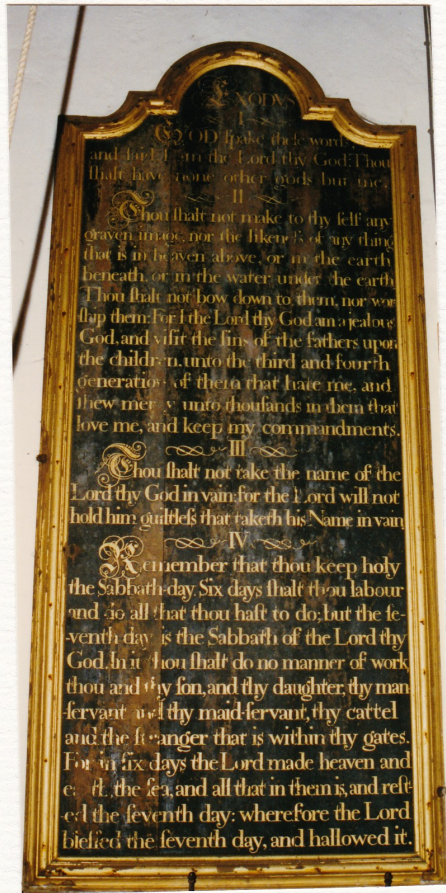 EXODVS
I
GOD ſpake theſe words
and ſaid I am the Lord thy God: Thou
ſhalt have none other Gods but me.
II
Thou ſhalt not make to thy ſelf any
graven image, nor the likeneſs of any thing
that is in heaven above, or in the earth
beneath, or in the water under the earth
Thou ſhalt not bow down to them, nor wor
ſhip them: For I the Lord thy God am a jealous
God, and viſit the ſins of the fathers upon
the children, unto the third and fourth
generation of them that hate me, and
ſhew mercy unto thouſands in them that
love me, and keep my commandments.
III
Thou ſhalt not take the name of the
Lord thy God in vain: for the Lord will not
hold him guiltleſs that taketh his Name in vain
IV
Remember that thou keep holy
the Sabbath-day. Six days ſhalt thou labour
and do all that thou haſt to do; but the ſe-
-venth day is the Sabbath of the Lord thy
God. In it thou ſhalt do no manner of work
thou and thy ſon, and thy daughter, thy man
-ſervant and thy maid-ſervant, thy cattel
and the ſtranger that is within thy gates.
For in ſix days the Lord made heaven and
earth, the ſea, and all that in them is, and reſt-
-ed the ſeventh day: wherefore the Lord
bleſſed the ſeventh day, and hallowed it.